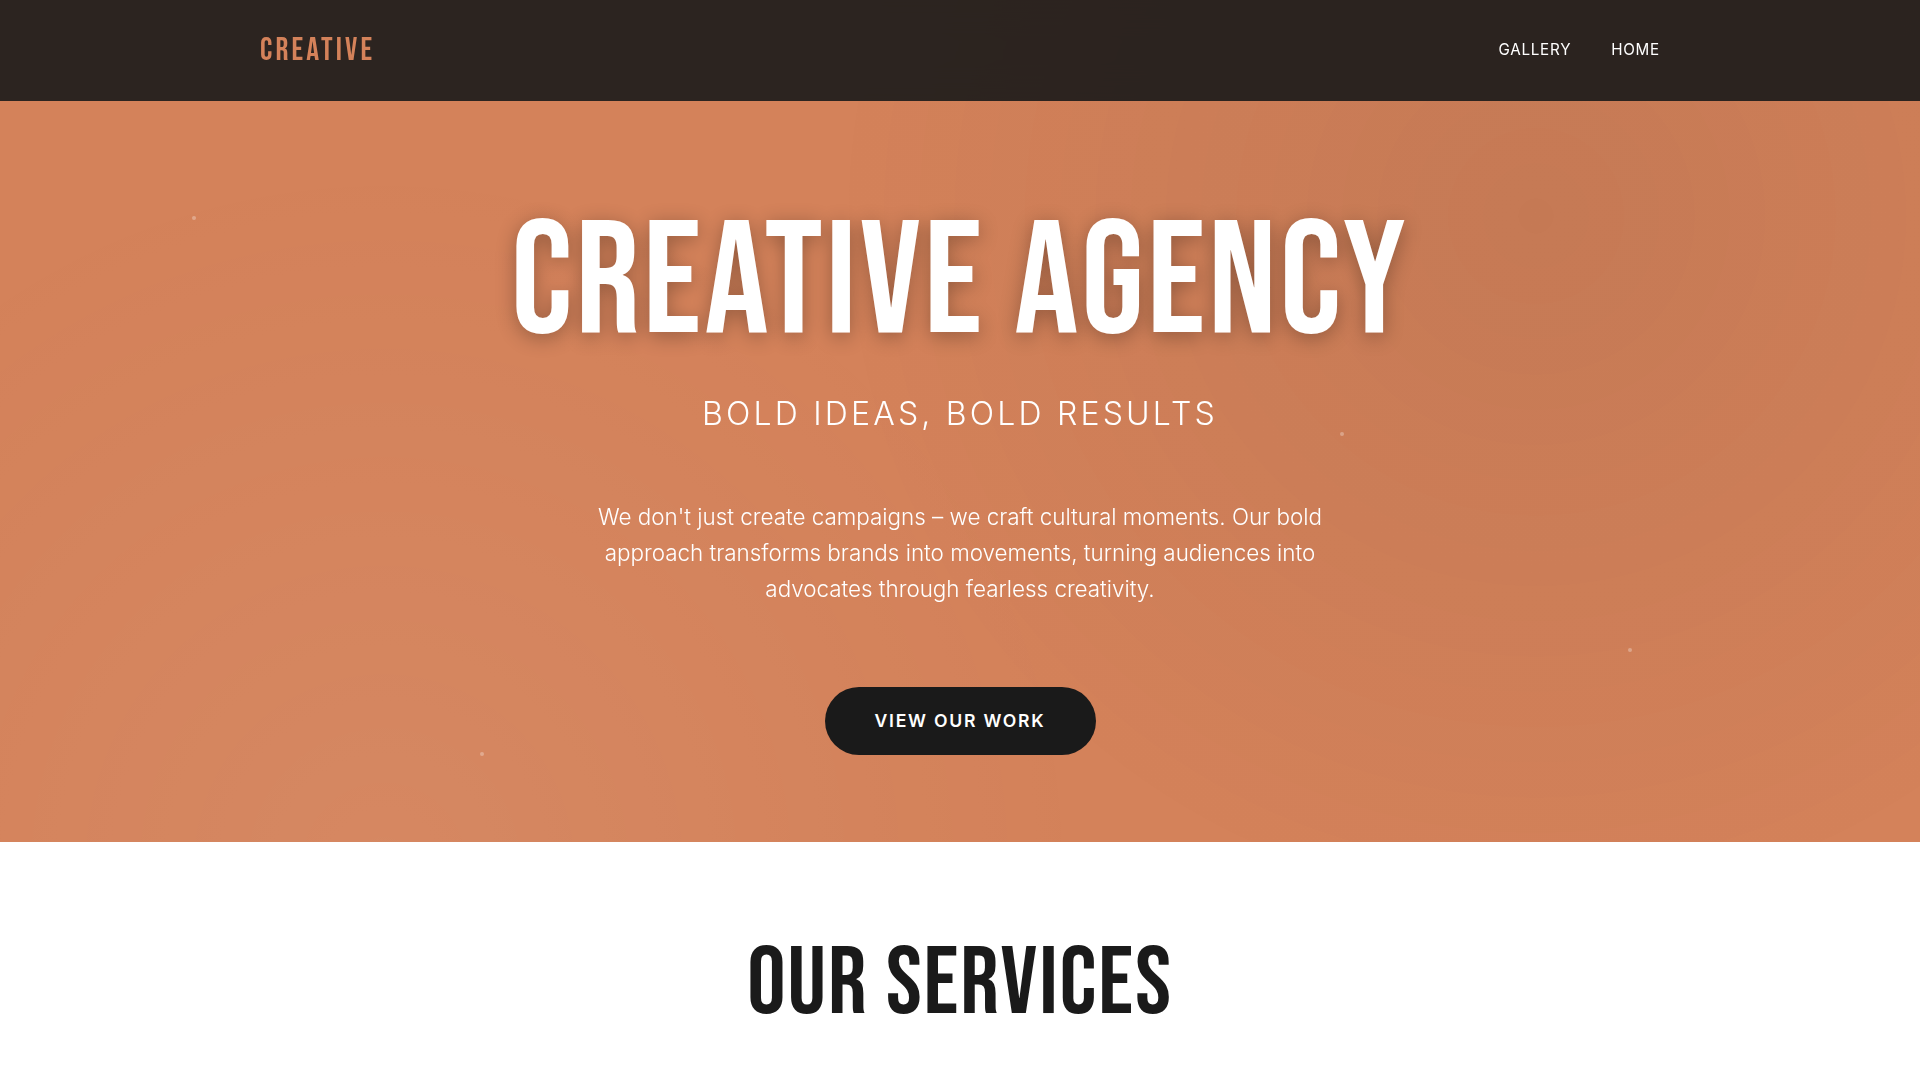 CREATIVE
GALLERY HOME
CREATIVE AGENCY
BOLD IDEAS, BOLD RESULTS
We don't just create campaigns – we craft cultural moments. Our bold
approach transforms brands into movements, turning audiences into
advocates through fearless creativity.
VIEW OUR WORK
OUR SERVICES